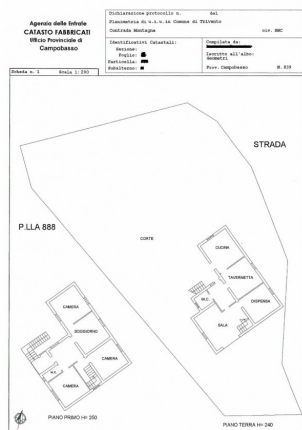 Agenzia delle Entrate
CATASTO FABBRICATI
Ufficio Provinciale di
Campobasso
Dichiarazione protocollo n. del
Planimetria di u.i.u. in Comune di Trivento
Contrada Montagna civ. SNC
Identificativi Catastali:
Sezione:
Foglio:
Particella:
Subalterno:
Compilata da:
Iscritto all'albo:
Geometri
Prov. Campobasso N.
Scheda n. 1 Scala 1:200
STRADA
P.LLA 888
CORTE
CUCINA
TAVERNETTA
W.C.
DISPENSA
SALA
CAMERA
SOGGIORNO
CAMERA
CAMERA
PIANO PRIMO H= 250
PIANO TERRA H= 240